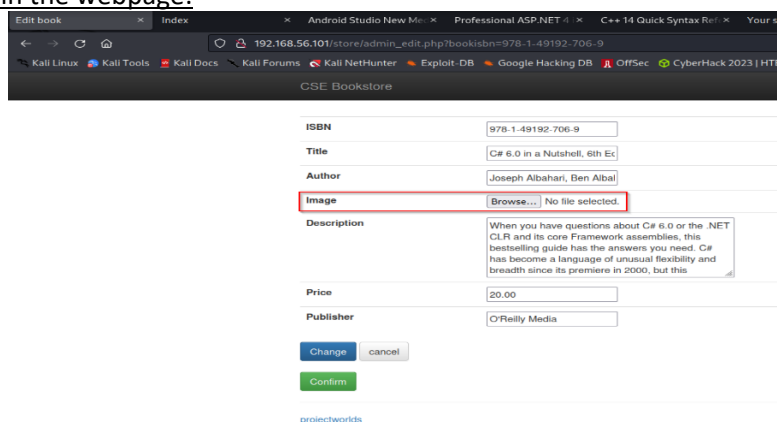 in the webpage:
Edit book × Index × Android Studio New Med × Professional ASP.NET 4 i × C++ 14 Quick Syntax Ref × Your s
192.168.56.101/store/admin_edit.php?bookisbn=978-1-49192-706-9
Kali Linux Kali Tools Kali Docs Kali Forums Kali NetHunter Exploit-DB Google Hacking DB OffSec CyberHack 2023 | HTI
CSE Bookstore
ISBN 978-1-49192-706-9
Title C# 6.0 in a Nutshell, 6th Ec
Author Joseph Albahari, Ben Albal
Image Browse... No file selected.
Description When you have questions about C# 6.0 or the .NET
CLR and its core Framework assemblies, this
bestselling guide has the answers you need. C#
has become a language of unusual flexibility and
breadth since its premiere in 2000, but this
Price 20.00
Publisher O'Reilly Media
Change cancel
Confirm
projectworlds